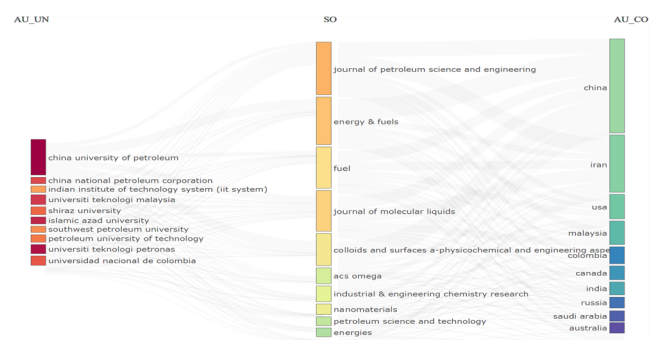 AU_UN
SO
AU_CO
china university of petroleum
china national petroleum corporation
indian institute of technology system (iit system)
universiti teknologi malaysia
shiraz university
islamic azad university
southwest petroleum university
petroleum university of technology
universiti teknologi petronas
universidad nacional de colombia
journal of petroleum science and engineering
energy & fuels
fuel
journal of molecular liquids
colloids and surfaces a-physicochemical and engineering aspe
acs omega
industrial & engineering chemistry research
nanomaterials
petroleum science and technology
energies
china
iran
usa
malaysia
colombia
canada
india
russia
saudi arabia
australia